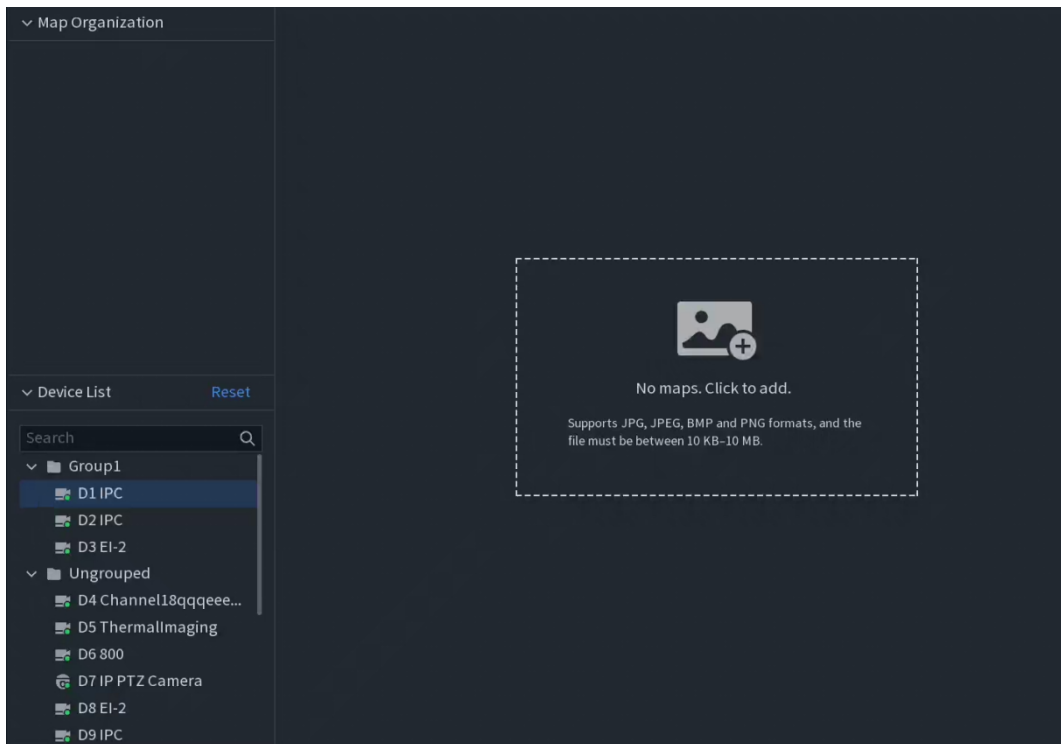 Map Organization
No maps. Click to add.
Supports JPG, JPEG, BMP and PNG formats, and the
file must be between 10 KB–10 MB.
Device List Reset
Search
Group1
D1 IPC
D2 IPC
D3 EI-2
Ungrouped
D4 Channel18qqqeee...
D5 ThermalImaging
D6 800
D7 IP PTZ Camera
D8 EI-2
D9 IPC